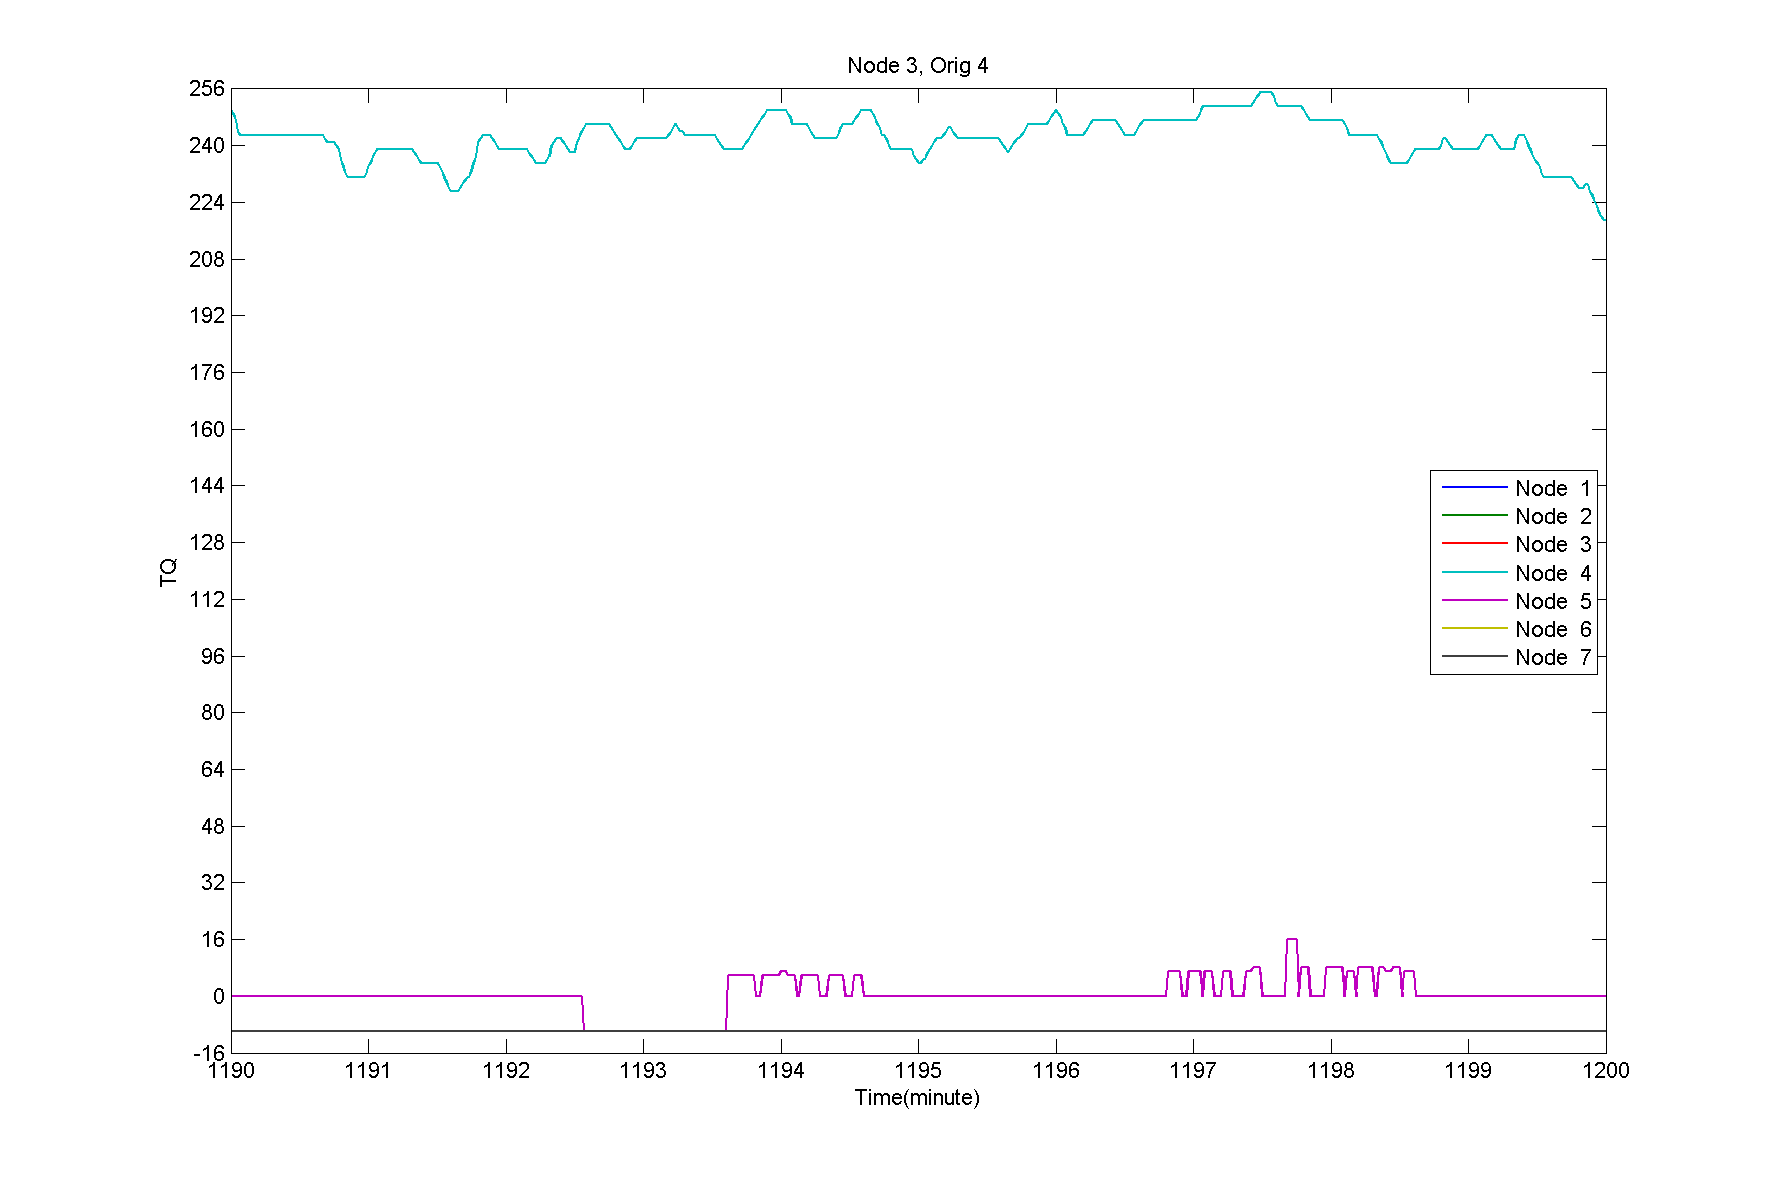 Node 3, Orig 4
256
240
224
208
192
176
160
144
128
112
96
80
64
48
32
16
0
-16
TQ
Node 1
Node 2
Node 3
Node 4
Node 5
Node 6
Node 7
1190 1191 1192 1193 1194 1195 1196 1197 1198 1199 1200
Time(minute)